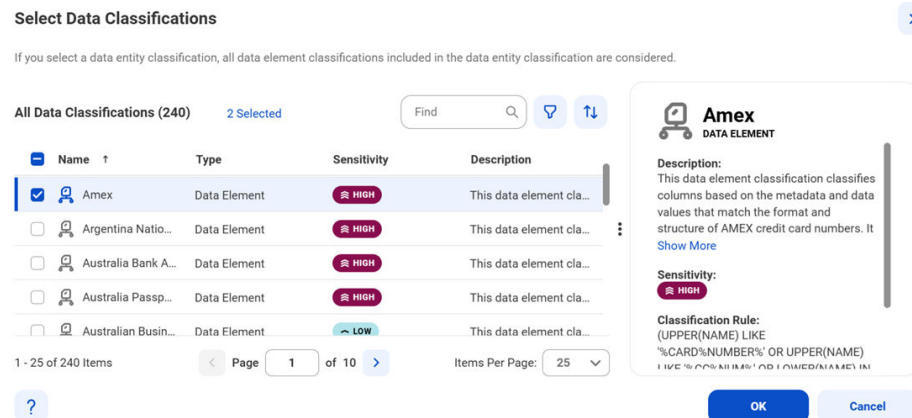 Select Data Classifications
If you select a data entity classification, all data element classifications included in the data entity classification are considered.
All Data Classifications (240) 2 Selected Find
Name ↑ Type Sensitivity Description
Amex Data Element HIGH This data element cla...
Argentina Natio... Data Element HIGH This data element cla...
Australia Bank A... Data Element HIGH This data element cla...
Australia Passp... Data Element HIGH This data element cla...
Australian Busin... Data Element LOW This data element cla...
1 - 25 of 240 Items Page 1 of 10 Items Per Page: 25
Amex
DATA ELEMENT
Description:
This data element classification classifies
columns based on the metadata and data
values that match the format and
structure of AMEX credit card numbers. It
Show More
Sensitivity:
HIGH
Classification Rule:
(UPPER(NAME) LIKE
'%CARD%NUMBER%' OR UPPER(NAME)
LIKE '%CC%NUM%' OR LOWER(NAME) IN
? OK Cancel